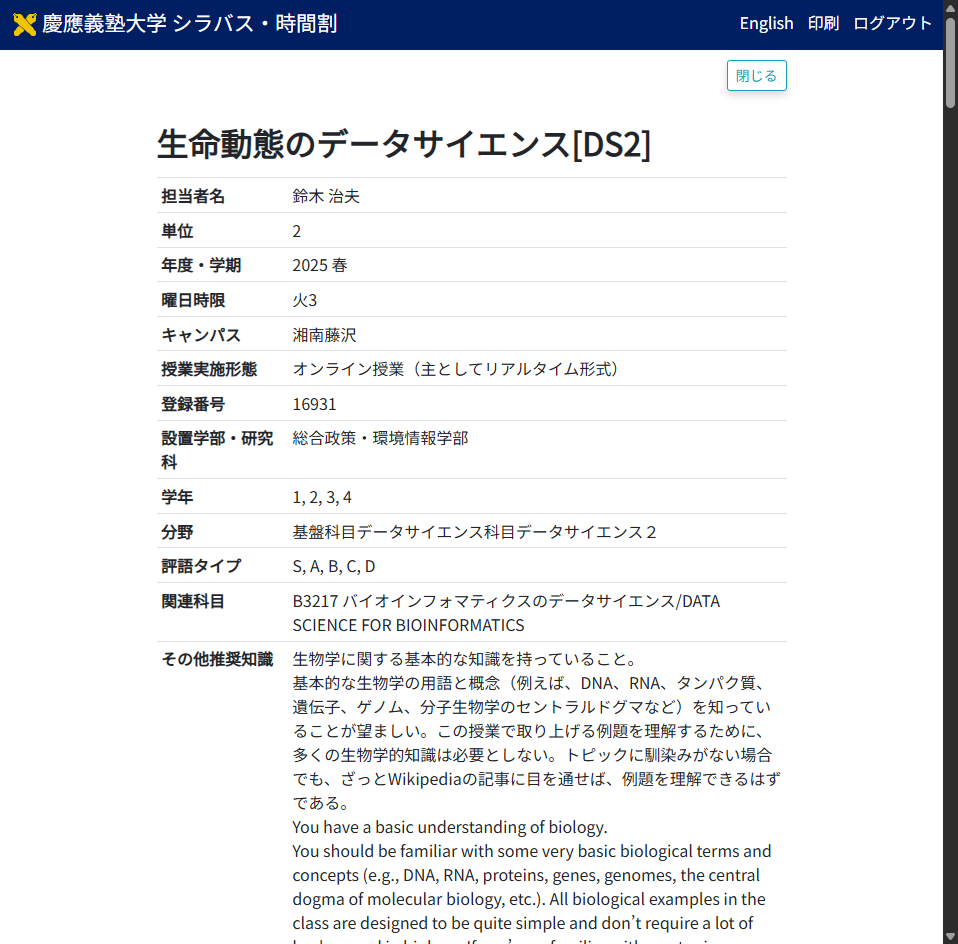 慶應義塾大学 シラバス・時間割
English 印刷 ログアウト
閉じる
生命動態のデータサイエンス[DS2]
担当者名 鈴木 治夫
単位 2
年度・学期 2025 春
曜日時限 火3
キャンパス 湘南藤沢
授業実施形態 オンライン授業（主としてリアルタイム形式）
登録番号 16931
設置学部・研究科 総合政策・環境情報学部
学年 1, 2, 3, 4
分野 基盤科目データサイエンス科目データサイエンス２
評語タイプ S, A, B, C, D
関連科目 B3217 バイオインフォマティクスのデータサイエンス/DATA
SCIENCE FOR BIOINFORMATICS
その他推奨知識 生物学に関する基本的な知識を持っていること。
基本的な生物学の用語と概念（例えば、DNA、RNA、タンパク質、
遺伝子、ゲノム、分子生物学のセントラルドグマなど）を知ってい
ることが望ましい。この授業で取り上げる例題を理解するために、
多くの生物学的知識は必要としない。トピックに馴染みがない場合
でも、ざっとWikipediaの記事に目を通せば、例題を理解できるはず
である。
You have a basic understanding of biology.
You should be familiar with some very basic biological terms and
concepts (e.g., DNA, RNA, proteins, genes, genomes, the central
dogma of molecular biology, etc.). All biological examples in the
class are designed to be quite simple and don't require a lot of